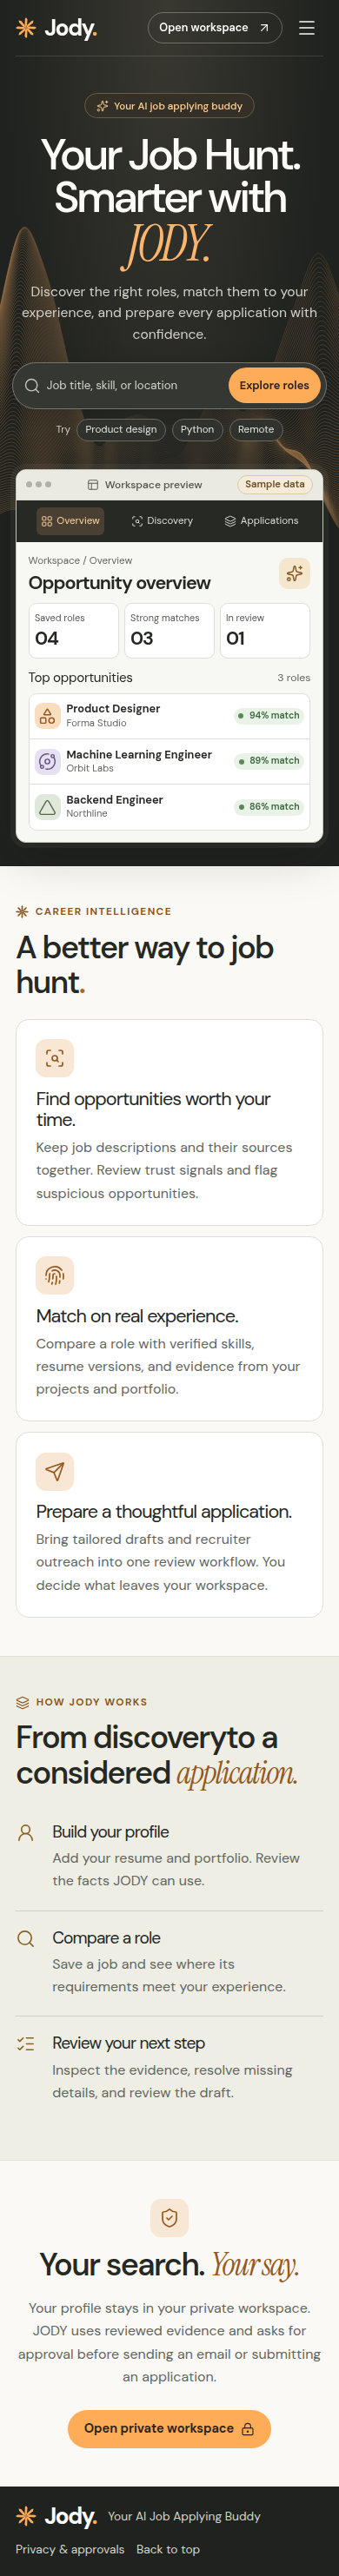 Jody.
Open workspace
Your AI job applying buddy
Your Job Hunt.
Smarter with
JODY.
Discover the right roles, match them to your
experience, and prepare every application with
confidence.
Job title, skill, or location
Explore roles
Try
Product design
Python
Remote
Workspace preview
Sample data
Overview
Discovery
Applications
Workspace / Overview
Opportunity overview
Saved roles
04
Strong matches
03
In review
01
Top opportunities
3 roles
Product Designer
Forma Studio
94% match
Machine Learning Engineer
Orbit Labs
89% match
Backend Engineer
Northline
86% match
CAREER INTELLIGENCE
A better way to job
hunt.
Find opportunities worth your
time.
Keep job descriptions and their sources
together. Review trust signals and flag
suspicious opportunities.
Match on real experience.
Compare a role with verified skills,
resume versions, and evidence from your
projects and portfolio.
Prepare a thoughtful application.
Bring tailored drafts and recruiter
outreach into one review workflow. You
decide what leaves your workspace.
HOW JODY WORKS
From discoveryto a
considered application.
Build your profile
Add your resume and portfolio. Review
the facts JODY can use.
Compare a role
Save a job and see where its
requirements meet your experience.
Review your next step
Inspect the evidence, resolve missing
details, and review the draft.
Your search. Your say.
Your profile stays in your private workspace.
JODY uses reviewed evidence and asks for
approval before sending an email or submitting
an application.
Open private workspace
Jody.
Your AI Job Applying Buddy
Privacy & approvals
Back to top